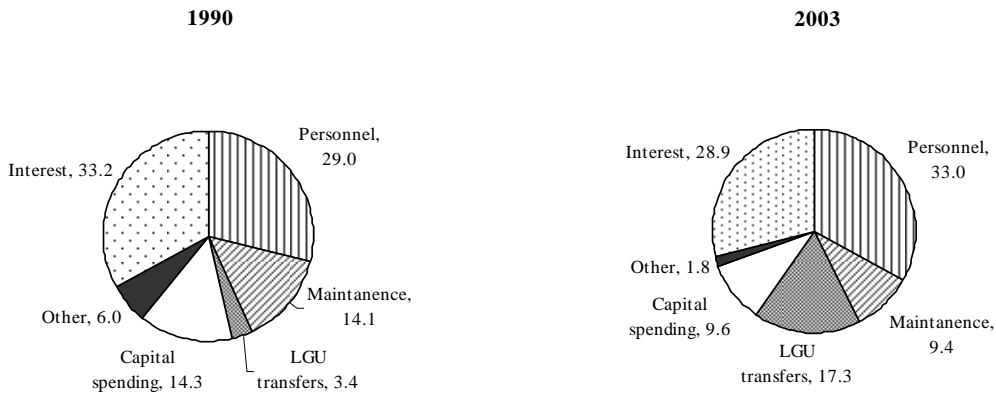 1990
Personnel,
29.0
Maintanence,
14.1
LGU
transfers, 3.4
Capital
spending, 14.3
Other, 6.0
Interest, 33.2
2003
Personnel,
33.0
Maintanence,
9.4
LGU
transfers, 17.3
Capital
spending, 9.6
Other, 1.8
Interest, 28.9